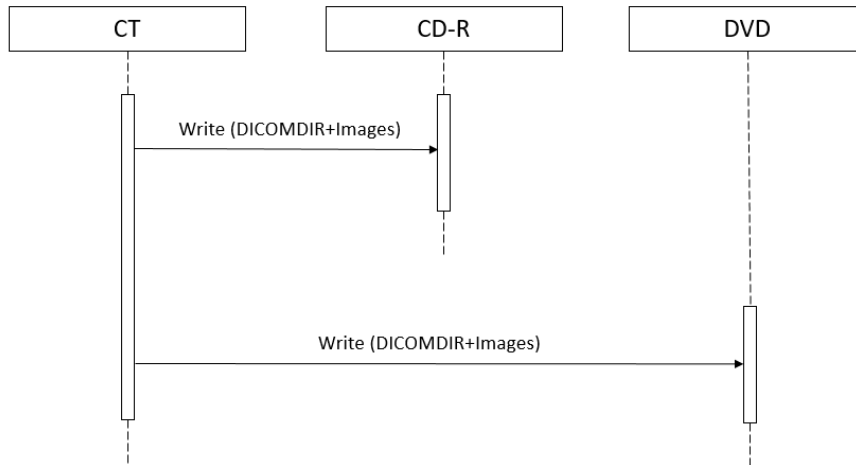 CT
CD-R
DVD
Write (DICOMDIR+Images)
Write (DICOMDIR+Images)